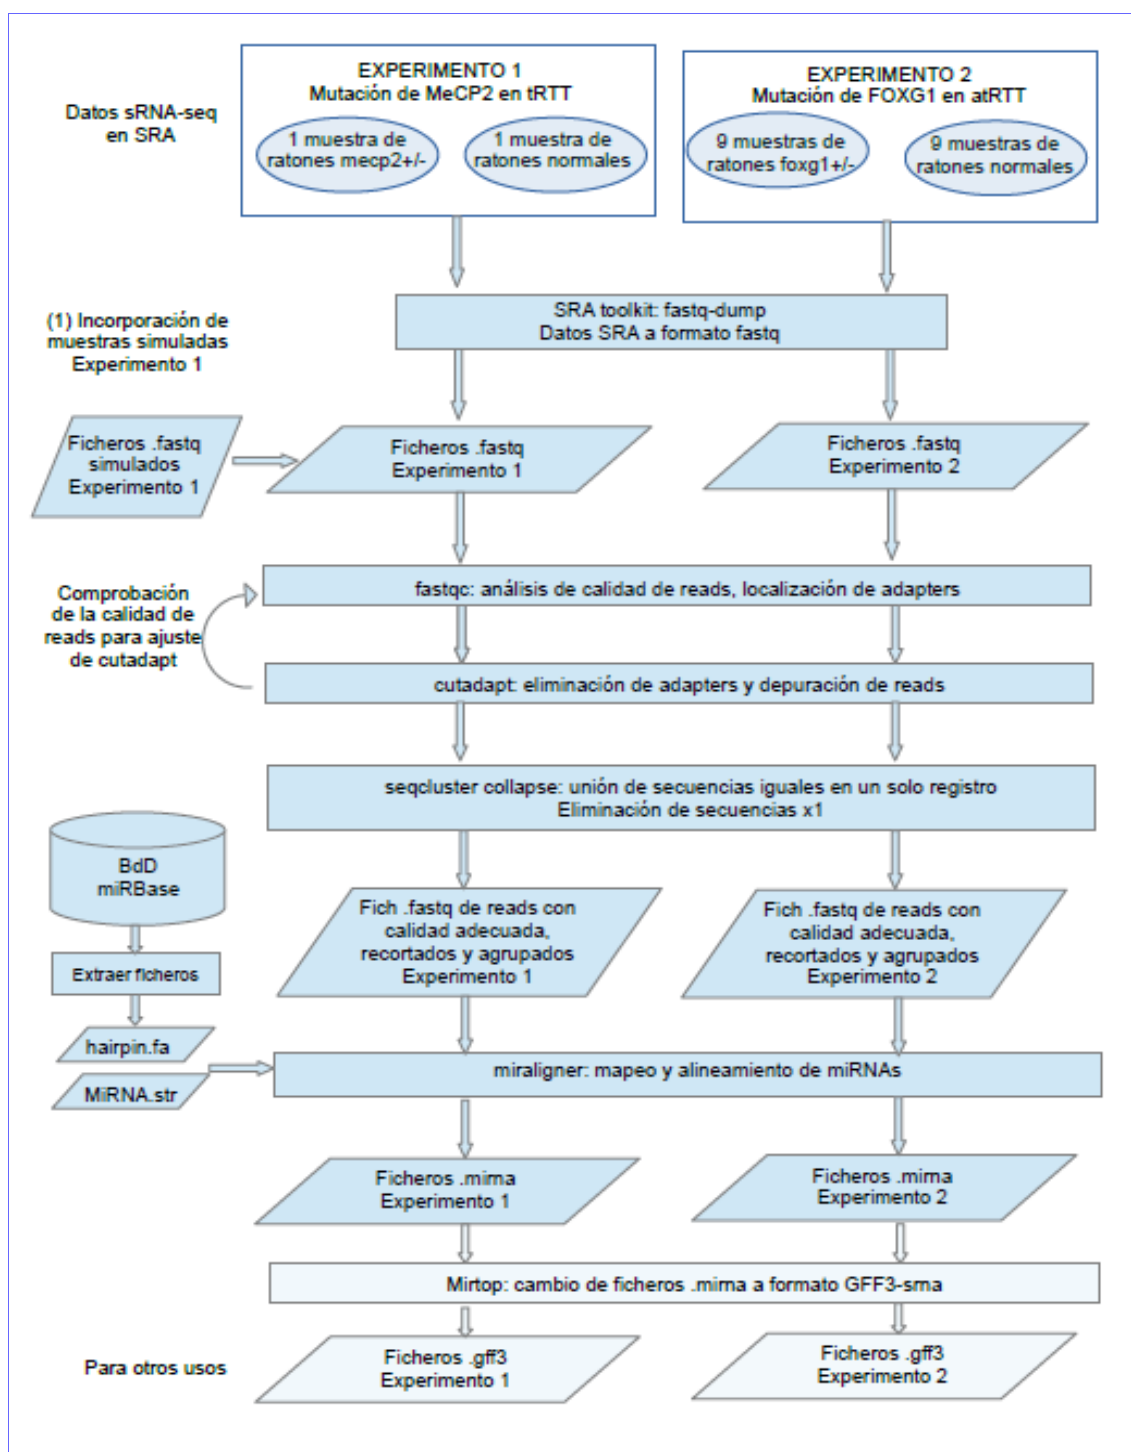 EXPERIMENTO 1
Mutación de MeCP2 en tRTT
1 muestra de
ratones mecp2+/-
1 muestra de
ratones normales
EXPERIMENTO 2
Mutación de FOXG1 en atRTT
9 muestras de
ratones foxg1+/-
9 muestras de
ratones normales
Datos sRNA-seq
en SRA
SRA toolkit: fastq-dump
Datos SRA a formato fastq
(1) Incorporación de
muestras simuladas
Experimento 1
Ficheros .fastq
simulados
Experimento 1
Ficheros .fastq
Experimento 1
Ficheros .fastq
Experimento 2
fastqc: análisis de calidad de reads, localización de adapters
Comprobación
de la calidad de
reads para ajuste
de cutadapt
cutadapt: eliminación de adapters y depuración de reads
seqcluster collapse: unión de secuencias iguales en un solo registro
Eliminación de secuencias x1
BdD
miRBase
Extraer ficheros
hairpin.fa
MiRNA.str
Fich .fastq de reads con
calidad adecuada,
recortados y agrupados
Experimento 1
Fich .fastq de reads con
calidad adecuada,
recortados y agrupados
Experimento 2
miraligner: mapeo y alineamiento de miRNAs
Ficheros .mirna
Experimento 1
Ficheros .mirna
Experimento 2
Mirtop: cambio de ficheros .mirna a formato GFF3-srna
Para otros usos
Ficheros .gff3
Experimento 1
Ficheros .gff3
Experimento 2